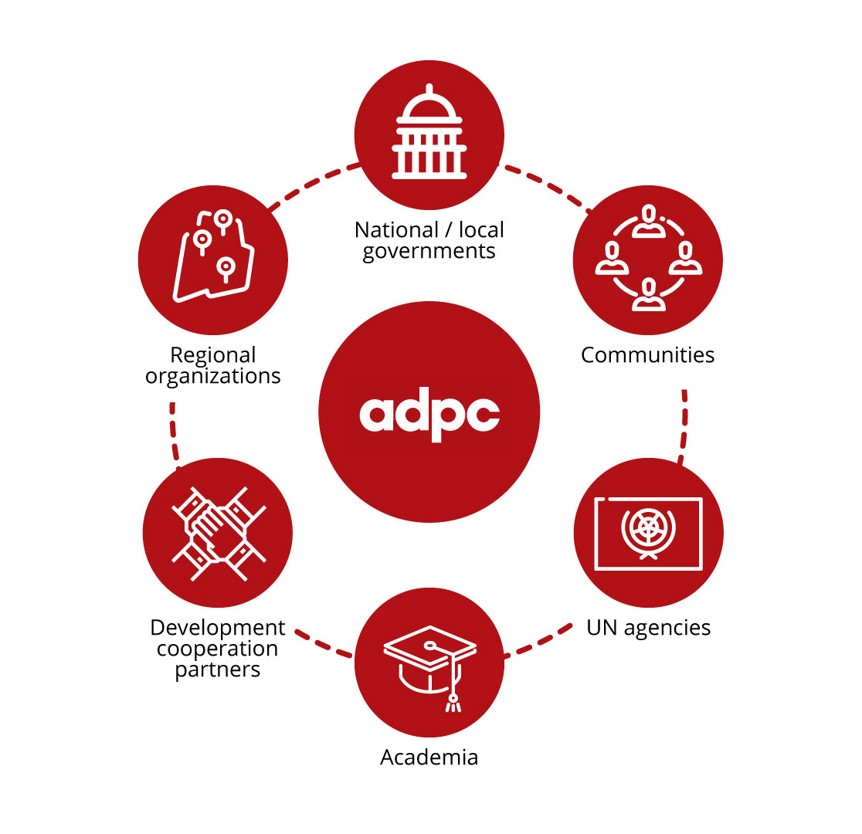 National / local
governments
Regional
organizations
Communities
adpc
Development
cooperation
partners
UN agencies
Academia